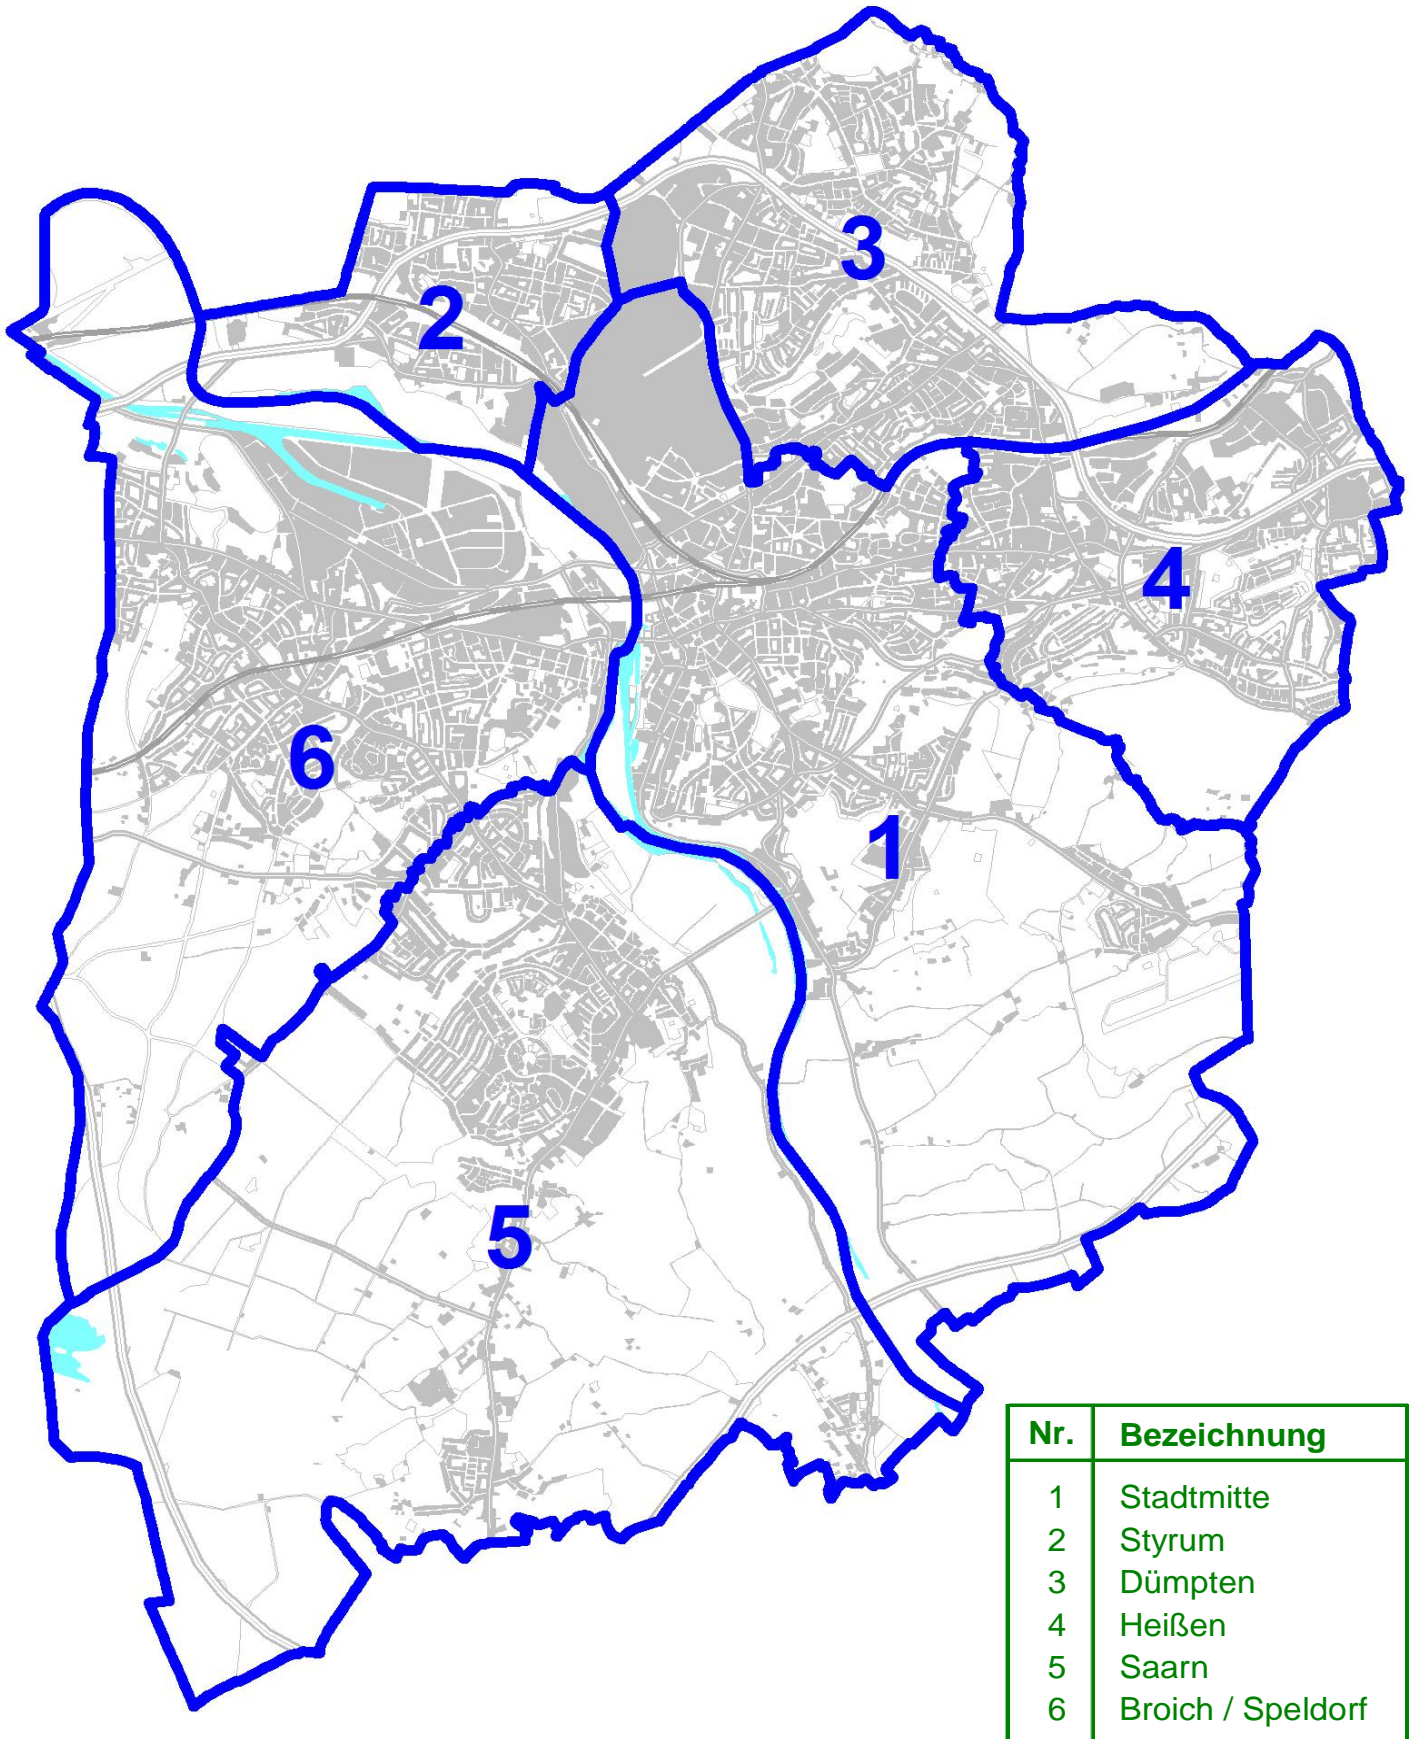 3
2
4
6
1
5
Nr. Bezeichnung
1 Stadtmitte
2 Styrum
3 Dümpten
4 Heißen
5 Saarn
6 Broich / Speldorf